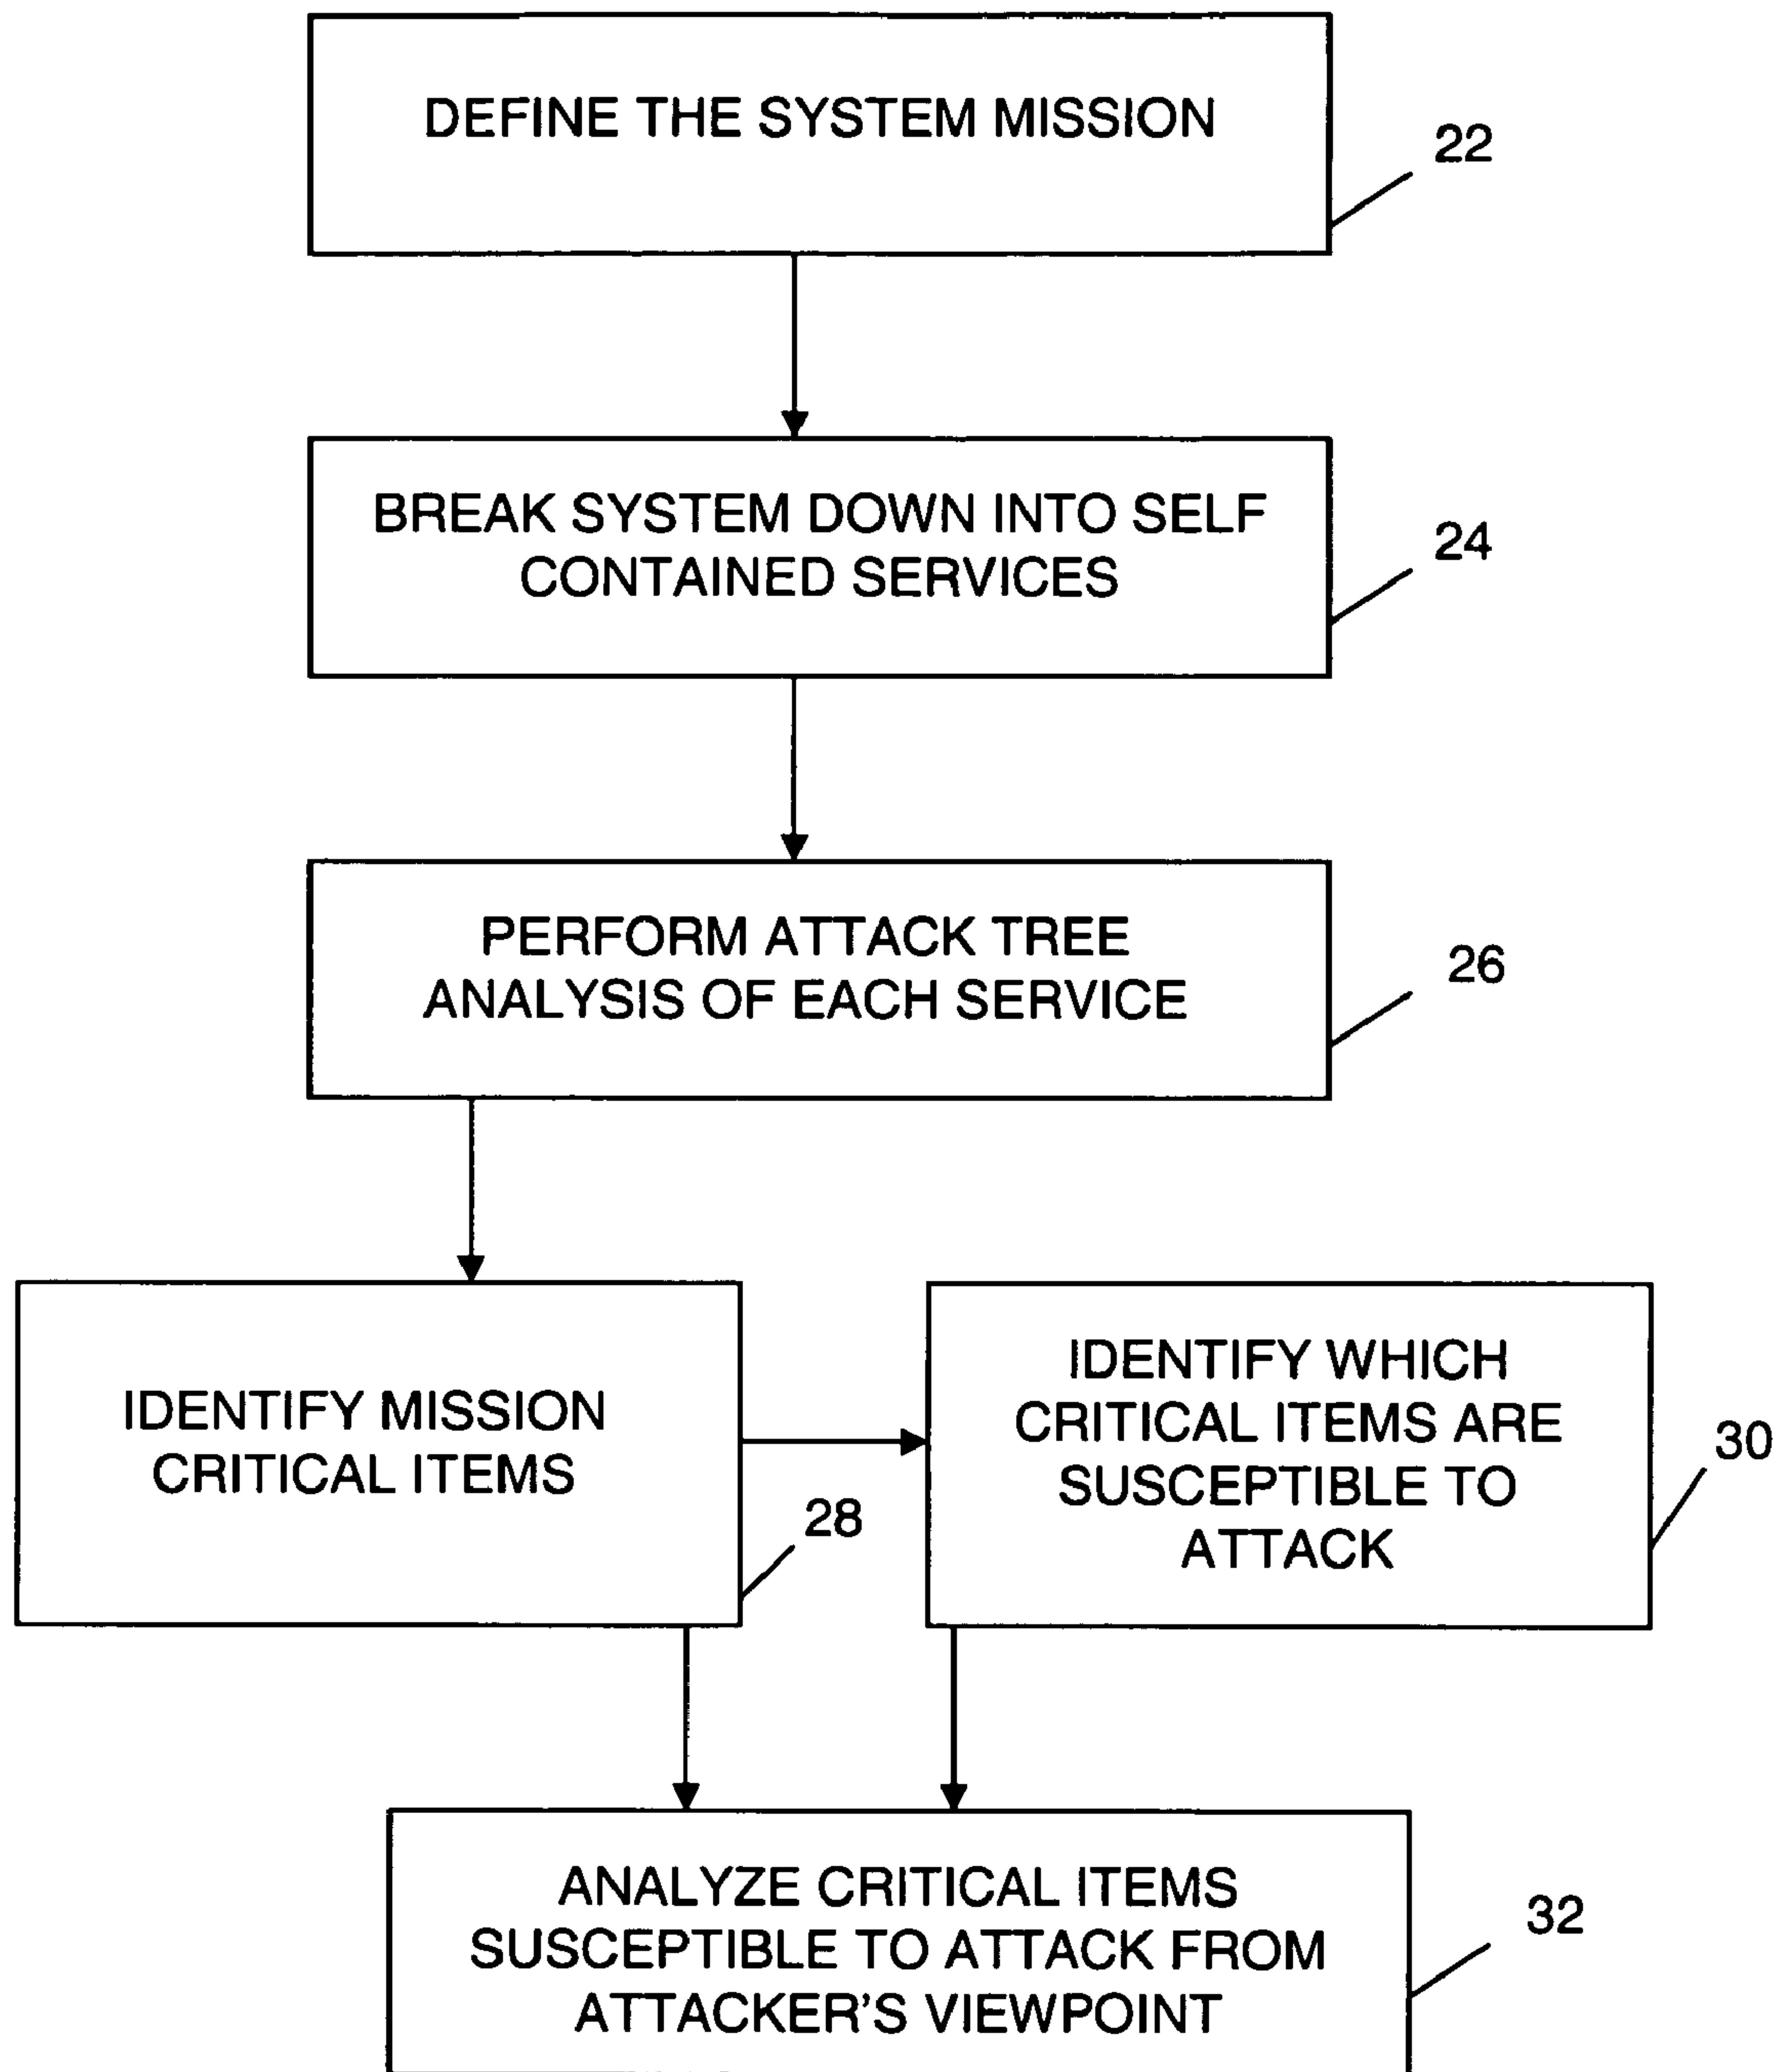 DEFINE THE SYSTEM MISSION
22
BREAK SYSTEM DOWN INTO SELF
CONTAINED SERVICES
24
PERFORM ATTACK TREE
ANALYSIS OF EACH SERVICE
26
IDENTIFY MISSION
CRITICAL ITEMS
28
IDENTIFY WHICH
CRITICAL ITEMS ARE
SUSCEPTIBLE TO
ATTACK
30
ANALYZE CRITICAL ITEMS
SUSCEPTIBLE TO ATTACK FROM
ATTACKER'S VIEWPOINT
32